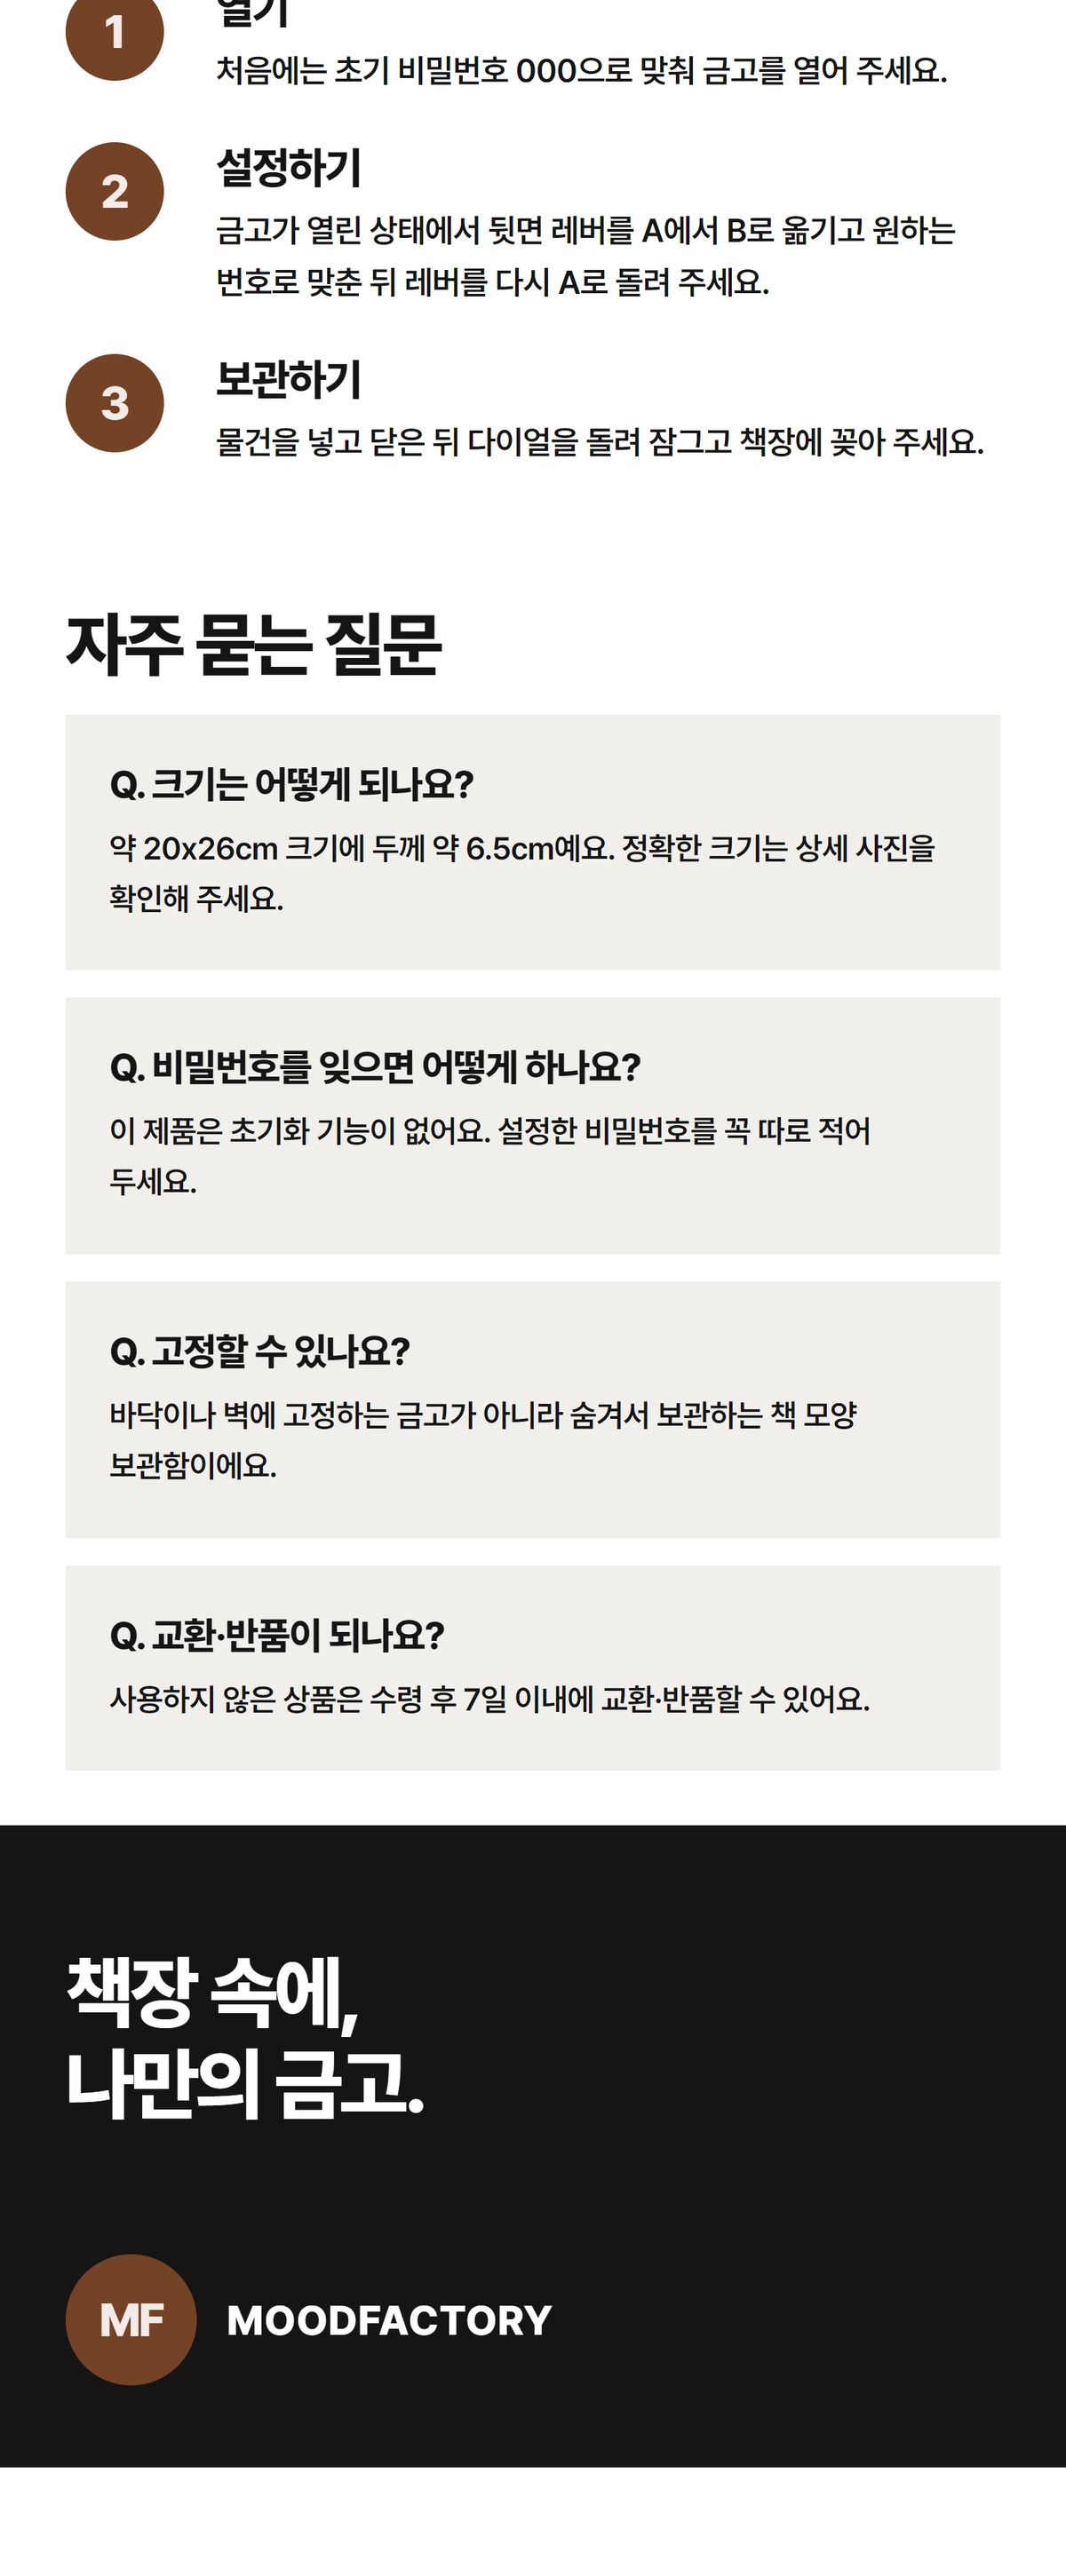 1
열기
처음에는 초기 비밀번호 000으로 맞춰 금고를 열어 주세요.
2
설정하기
금고가 열린 상태에서 뒷면 레버를 A에서 B로 옮기고 원하는
번호로 맞춘 뒤 레버를 다시 A로 돌려 주세요.
3
보관하기
물건을 넣고 닫은 뒤 다이얼을 돌려 잠그고 책장에 꽂아 주세요.
자주 묻는 질문
Q. 크기는 어떻게 되나요?
약 20x26cm 크기에 두께 약 6.5cm예요. 정확한 크기는 상세 사진을
확인해 주세요.
Q. 비밀번호를 잊으면 어떻게 하나요?
이 제품은 초기화 기능이 없어요. 설정한 비밀번호를 꼭 따로 적어
두세요.
Q. 고정할 수 있나요?
바닥이나 벽에 고정하는 금고가 아니라 숨겨서 보관하는 책 모양
보관함이에요.
Q. 교환·반품이 되나요?
사용하지 않은 상품은 수령 후 7일 이내에 교환·반품할 수 있어요.
책장 속에,
나만의 금고.
MF
MOODFACTORY